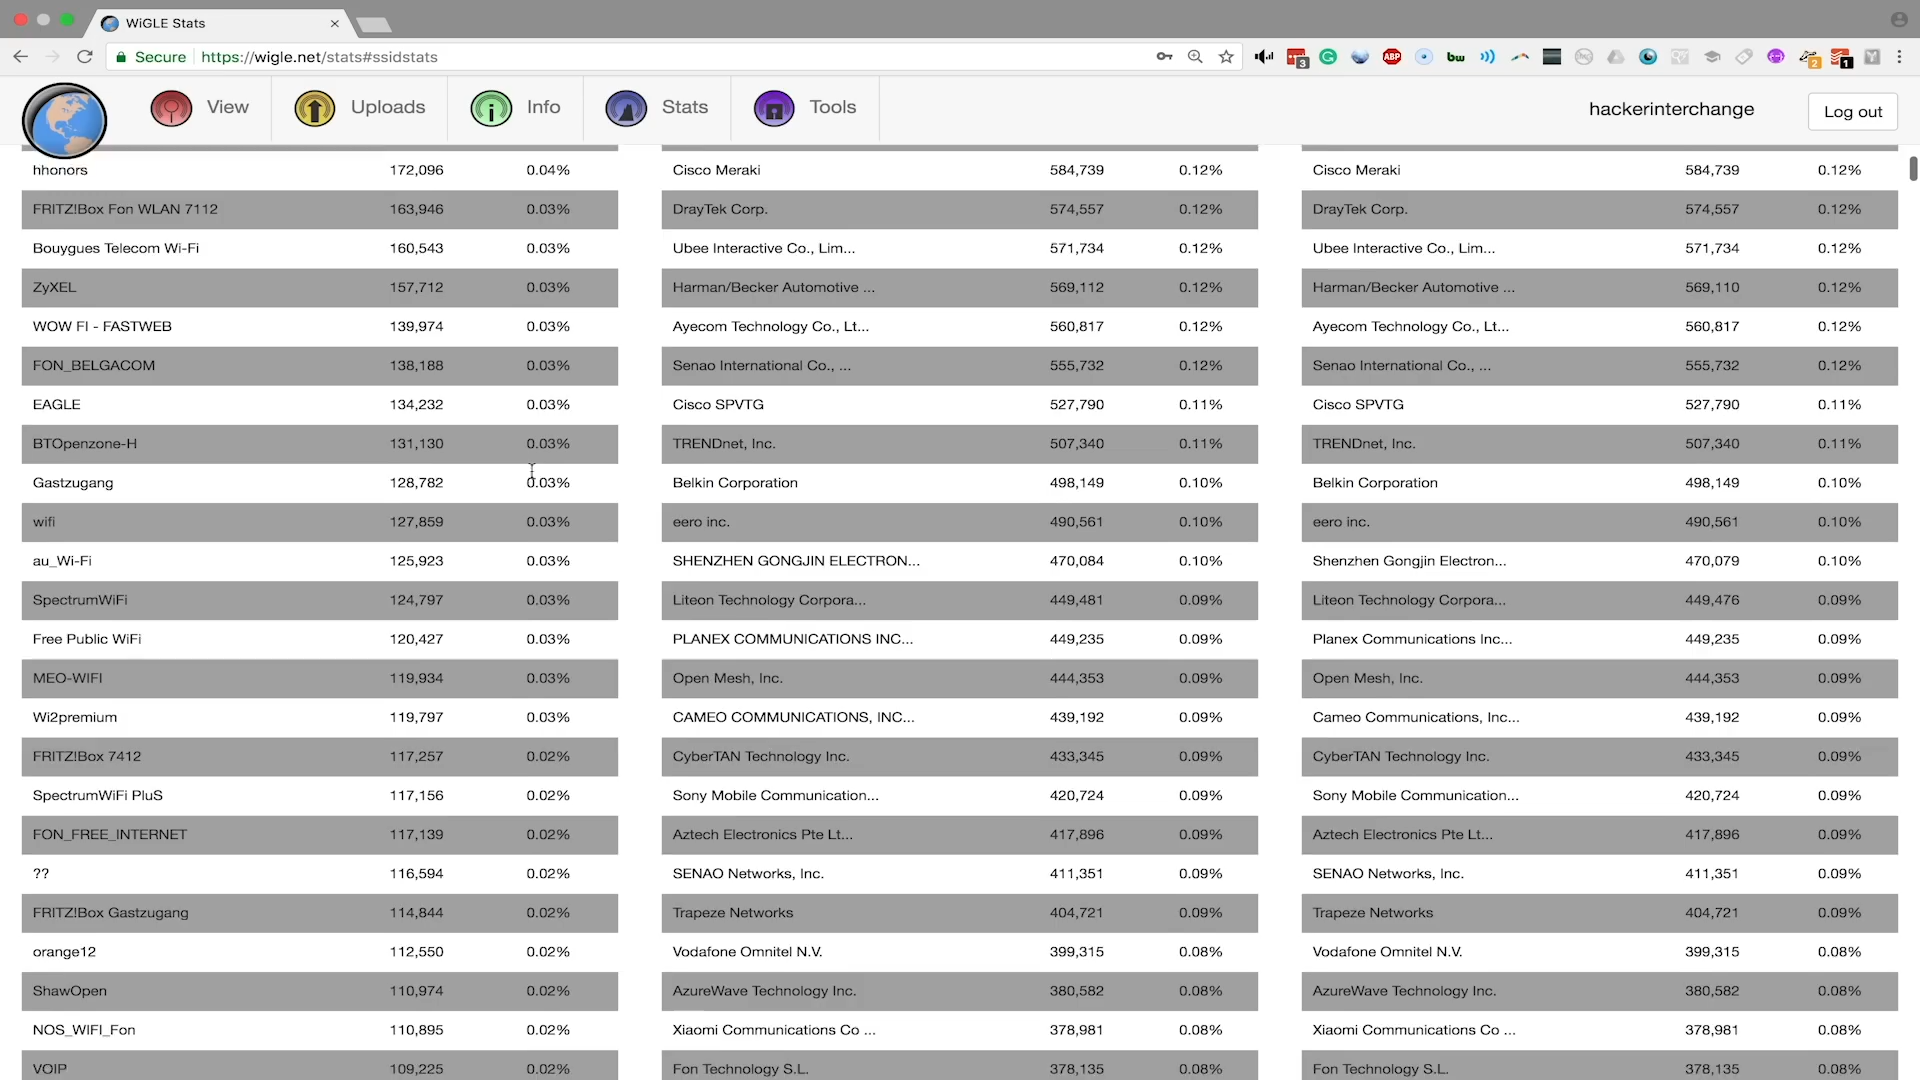 WiGLE Stats
Secure https://wigle.net/stats#ssidstats
View Uploads Info Stats Tools hackerinterchange Log out
hhonors 172,096 0.04% Cisco Meraki 584,739 0.12% Cisco Meraki 584,739 0.12%
FRITZ!Box Fon WLAN 7112 163,946 0.03% DrayTek Corp. 574,557 0.12% DrayTek Corp. 574,557 0.12%
Bouygues Telecom Wi-Fi 160,543 0.03% Ubee Interactive Co., Lim... 571,734 0.12% Ubee Interactive Co., Lim... 571,734 0.12%
ZyXEL 157,712 0.03% Harman/Becker Automotive ... 569,112 0.12% Harman/Becker Automotive ... 569,110 0.12%
WOW FI - FASTWEB 139,974 0.03% Ayecom Technology Co., Lt... 560,817 0.12% Ayecom Technology Co., Lt... 560,817 0.12%
FON_BELGACOM 138,188 0.03% Senao International Co., ... 555,732 0.12% Senao International Co., ... 555,732 0.12%
EAGLE 134,232 0.03% Cisco SPVTG 527,790 0.11% Cisco SPVTG 527,790 0.11%
BTOpenzone-H 131,130 0.03% TRENDnet, Inc. 507,340 0.11% TRENDnet, Inc. 507,340 0.11%
Gastzugang 128,782 0.03% Belkin Corporation 498,149 0.10% Belkin Corporation 498,149 0.10%
wifi 127,859 0.03% eero inc. 490,561 0.10% eero inc. 490,561 0.10%
au_Wi-Fi 125,923 0.03% SHENZHEN GONGJIN ELECTRON... 470,084 0.10% Shenzhen Gongjin Electron... 470,079 0.10%
SpectrumWiFi 124,797 0.03% Liteon Technology Corpora... 449,481 0.09% Liteon Technology Corpora... 449,476 0.09%
Free Public WiFi 120,427 0.03% PLANEX COMMUNICATIONS INC... 449,235 0.09% Planex Communications Inc... 449,235 0.09%
MEO-WIFI 119,934 0.03% Open Mesh, Inc. 444,353 0.09% Open Mesh, Inc. 444,353 0.09%
Wi2premium 119,797 0.03% CAMEO COMMUNICATIONS, INC... 439,192 0.09% Cameo Communications, Inc... 439,192 0.09%
FRITZ!Box 7412 117,257 0.02% CyberTAN Technology Inc. 433,345 0.09% CyberTAN Technology Inc. 433,345 0.09%
SpectrumWiFi PluS 117,156 0.02% Sony Mobile Communication... 420,724 0.09% Sony Mobile Communication... 420,724 0.09%
FON_FREE_INTERNET 117,139 0.02% Aztech Electronics Pte Lt... 417,896 0.09% Aztech Electronics Pte Lt... 417,896 0.09%
?? 116,594 0.02% SENAO Networks, Inc. 411,351 0.09% SENAO Networks, Inc. 411,351 0.09%
FRITZ!Box Gastzugang 114,844 0.02% Trapeze Networks 404,721 0.09% Trapeze Networks 404,721 0.09%
orange12 112,550 0.02% Vodafone Omnitel N.V. 399,315 0.08% Vodafone Omnitel N.V. 399,315 0.08%
ShawOpen 110,974 0.02% AzureWave Technology Inc. 380,582 0.08% AzureWave Technology Inc. 380,582 0.08%
NOS_WIFI_Fon 110,895 0.02% Xiaomi Communications Co ... 378,981 0.08% Xiaomi Communications Co ... 378,981 0.08%
VOIP 109,225 0.02% Fon Technology S.L. 378,135 0.08% Fon Technology S.L. 378,135 0.08%